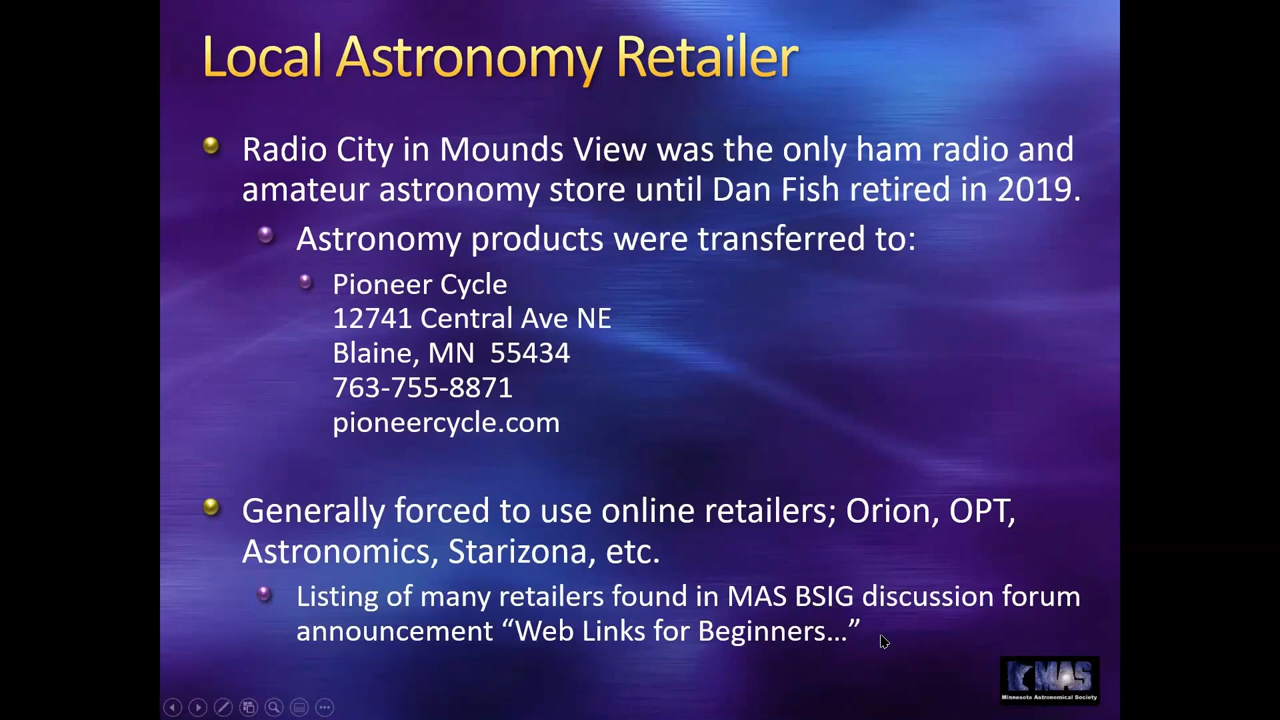 Local Astronomy Retailer
Radio City in Mounds View was the only ham radio and
amateur astronomy store until Dan Fish retired in 2019.
Astronomy products were transferred to:
Pioneer Cycle
12741 Central Ave NE
Blaine, MN  55434
763-755-8871
pioneercycle.com
Generally forced to use online retailers; Orion, OPT,
Astronomics, Starizona, etc.
Listing of many retailers found in MAS BSIG discussion forum
announcement “Web Links for Beginners…”
MAS
Minnesota Astronomical Society